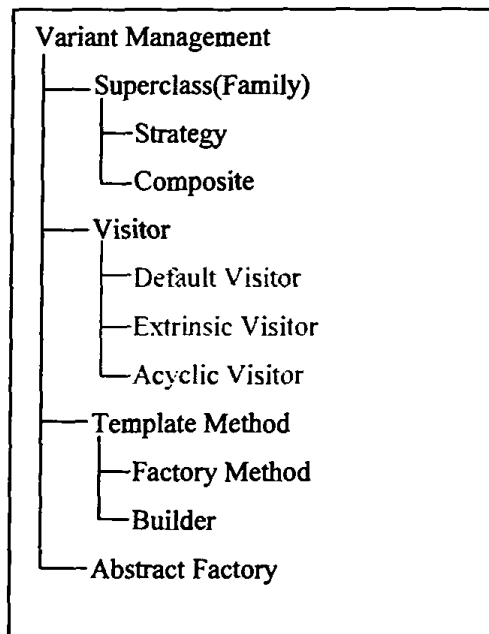 Variant Management
Superclass(Family)
Strategy
Composite
Visitor
Default Visitor
Extrinsic Visitor
Acyclic Visitor
Template Method
Factory Method
Builder
Abstract Factory